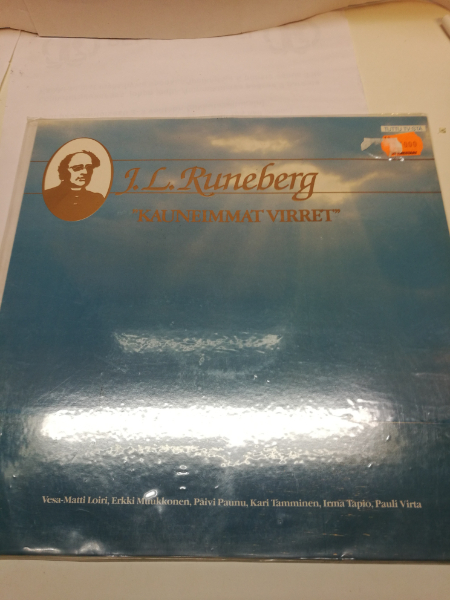 J. L. Runeberg
"KAUNEIMMAT VIRRET"
Vesa-Matti Loiri, Erkki Muukkonen, Päivi Paunu, Kari Tamminen, Irma Tapio, Pauli Virta